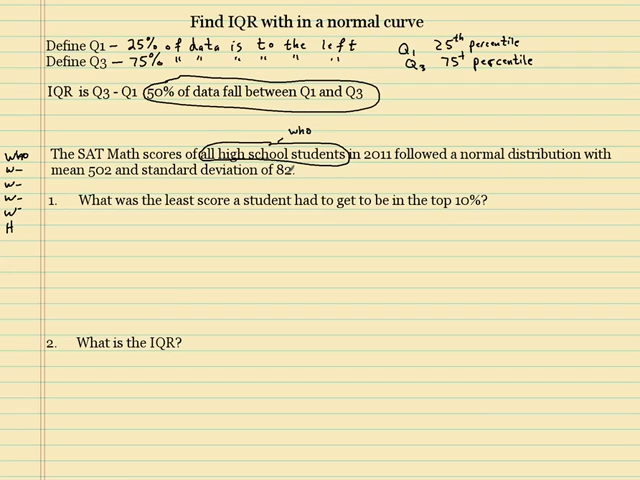 Find IQR with in a normal curve
Define Q1 – 25% of data is to the left Q1 25th percentile
Define Q3 – 75% " " " " " " Q3 75t percentile
IQR is Q3 - Q1 50% of data fall between Q1 and Q3
who
The SAT Math scores of all high school students in 2011 followed a normal distribution with
mean 502 and standard deviation of 82.
who
w-
w-
w-
w-
H
1. What was the least score a student had to get to be in the top 10%?
2. What is the IQR?